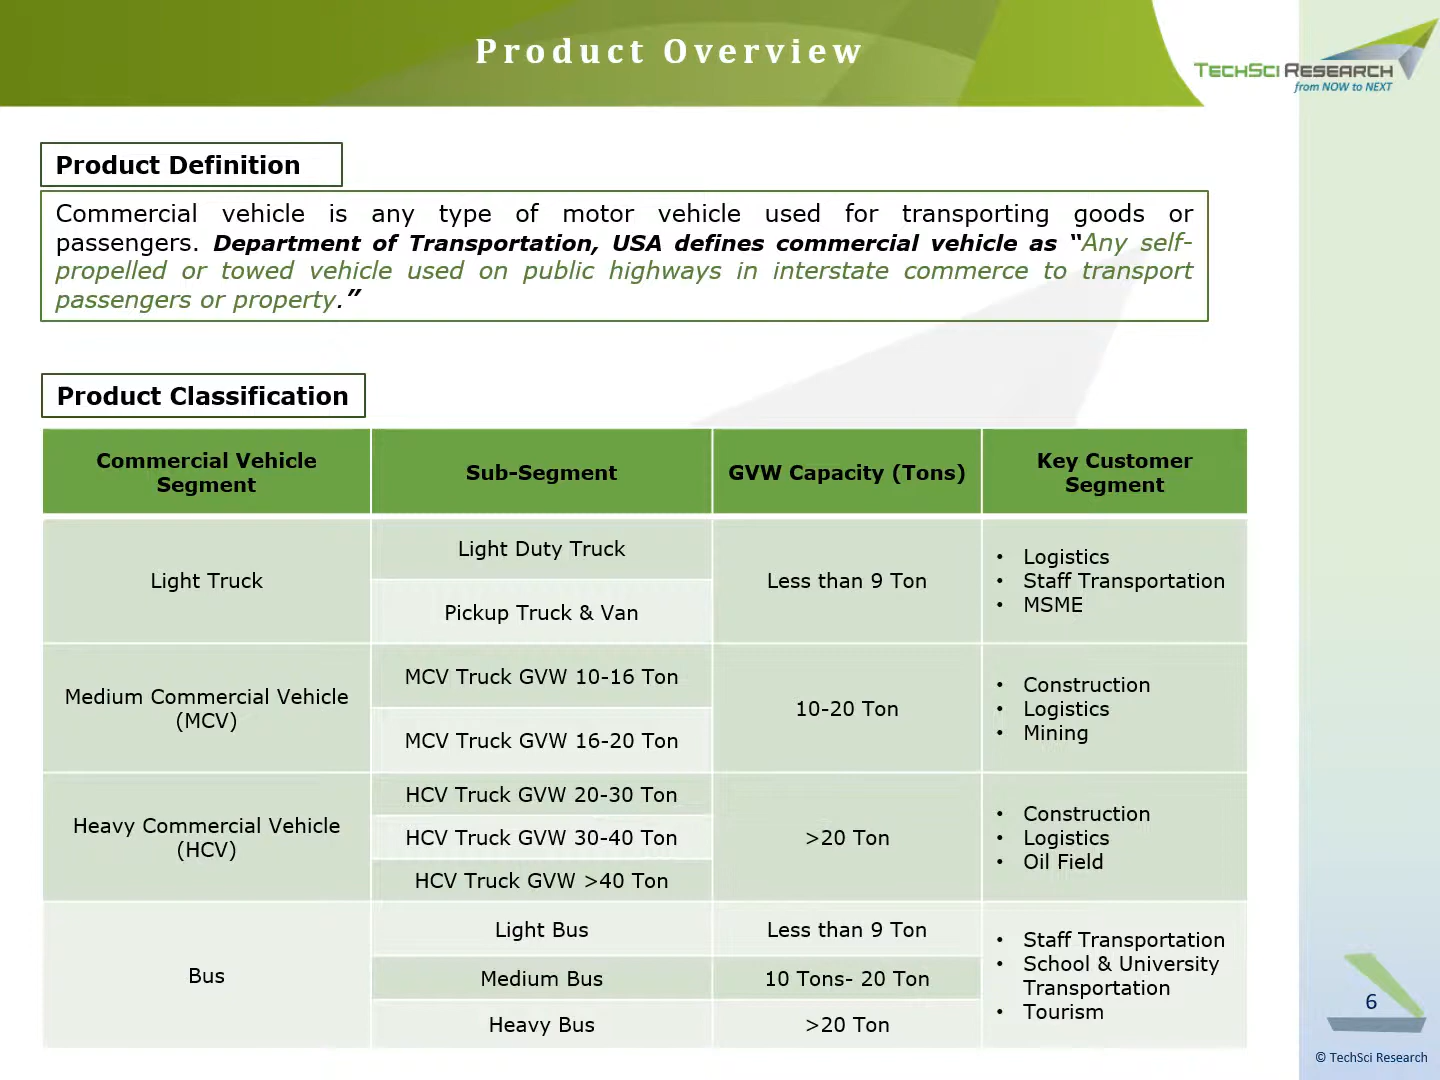 Product Overview
TECHSCI RESEARCH
from NOW to NEXT
Product Definition
Commercial vehicle is any type of motor vehicle used for transporting goods or
passengers. Department of Transportation, USA defines commercial vehicle as “Any self-
propelled or towed vehicle used on public highways in interstate commerce to transport
passengers or property.”
Product Classification
Commercial Vehicle
Segment
Sub-Segment
GVW Capacity (Tons)
Key Customer
Segment
Light Truck
Light Duty Truck
Pickup Truck & Van
Less than 9 Ton
• Logistics
• Staff Transportation
• MSME
Medium Commercial Vehicle
(MCV)
MCV Truck GVW 10-16 Ton
MCV Truck GVW 16-20 Ton
10-20 Ton
• Construction
• Logistics
• Mining
Heavy Commercial Vehicle
(HCV)
HCV Truck GVW 20-30 Ton
HCV Truck GVW 30-40 Ton
HCV Truck GVW >40 Ton
>20 Ton
• Construction
• Logistics
• Oil Field
Bus
Light Bus
Less than 9 Ton
Medium Bus
10 Tons- 20 Ton
Heavy Bus
>20 Ton
• Staff Transportation
• School & University
Transportation
• Tourism
6
© TechSci Research